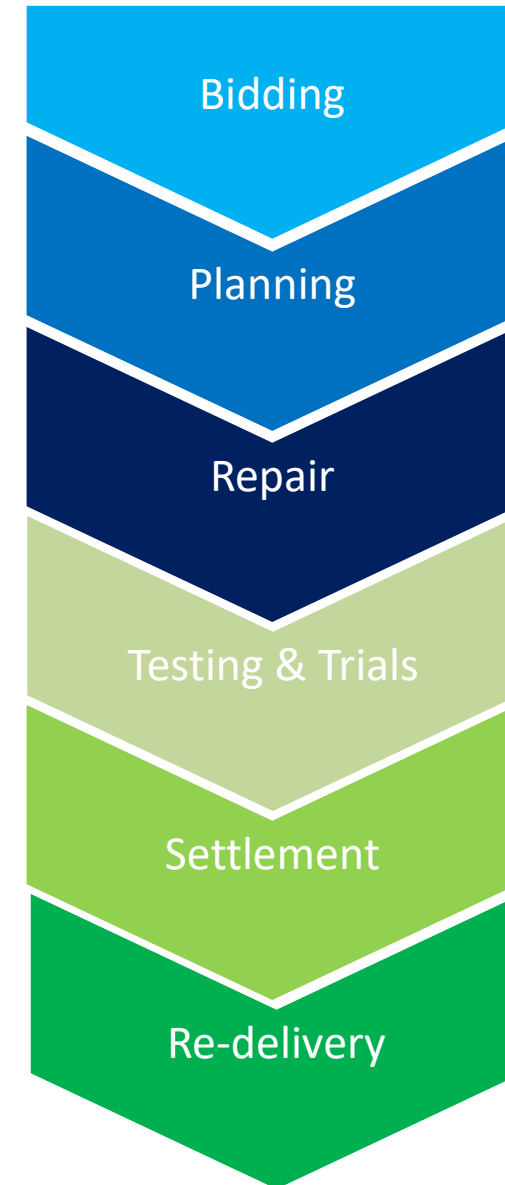 Bidding
Planning
Repair
Testing & Trials
Settlement
Re-delivery